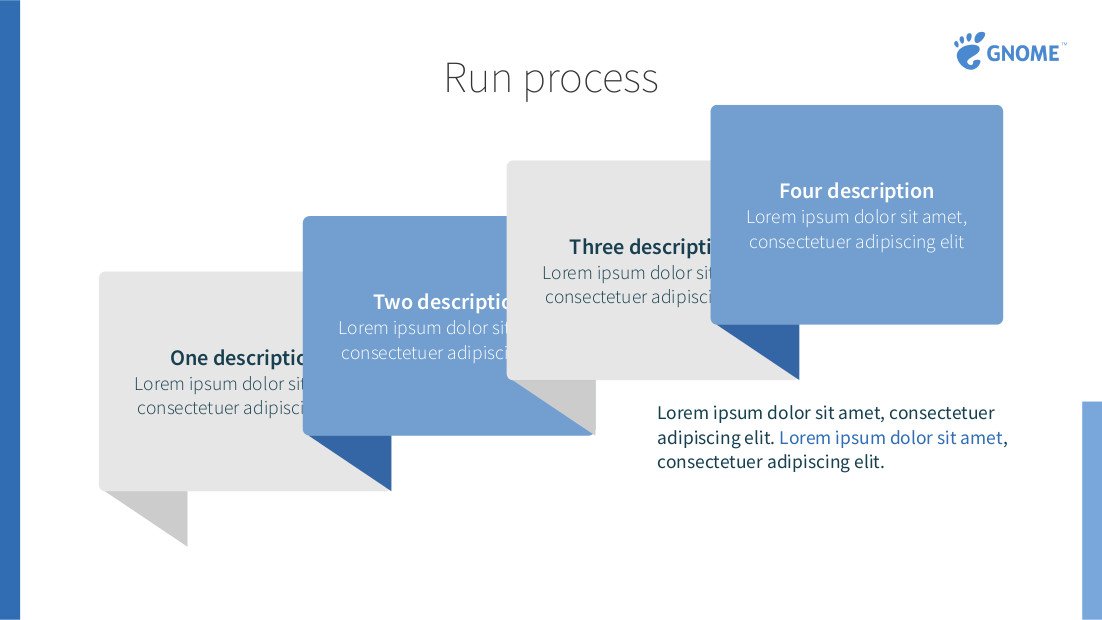 GNOME™
Run process
One descriptio
Lorem ipsum dolor sit
consectetuer adipisci
Two descriptio
Lorem ipsum dolor sit
consectetuer adipisci
Three descripti
Lorem ipsum dolor sit
consectetuer adipisci
Four description
Lorem ipsum dolor sit amet,
consectetuer adipiscing elit
Lorem ipsum dolor sit amet, consectetuer
adipiscing elit. Lorem ipsum dolor sit amet,
consectetuer adipiscing elit.